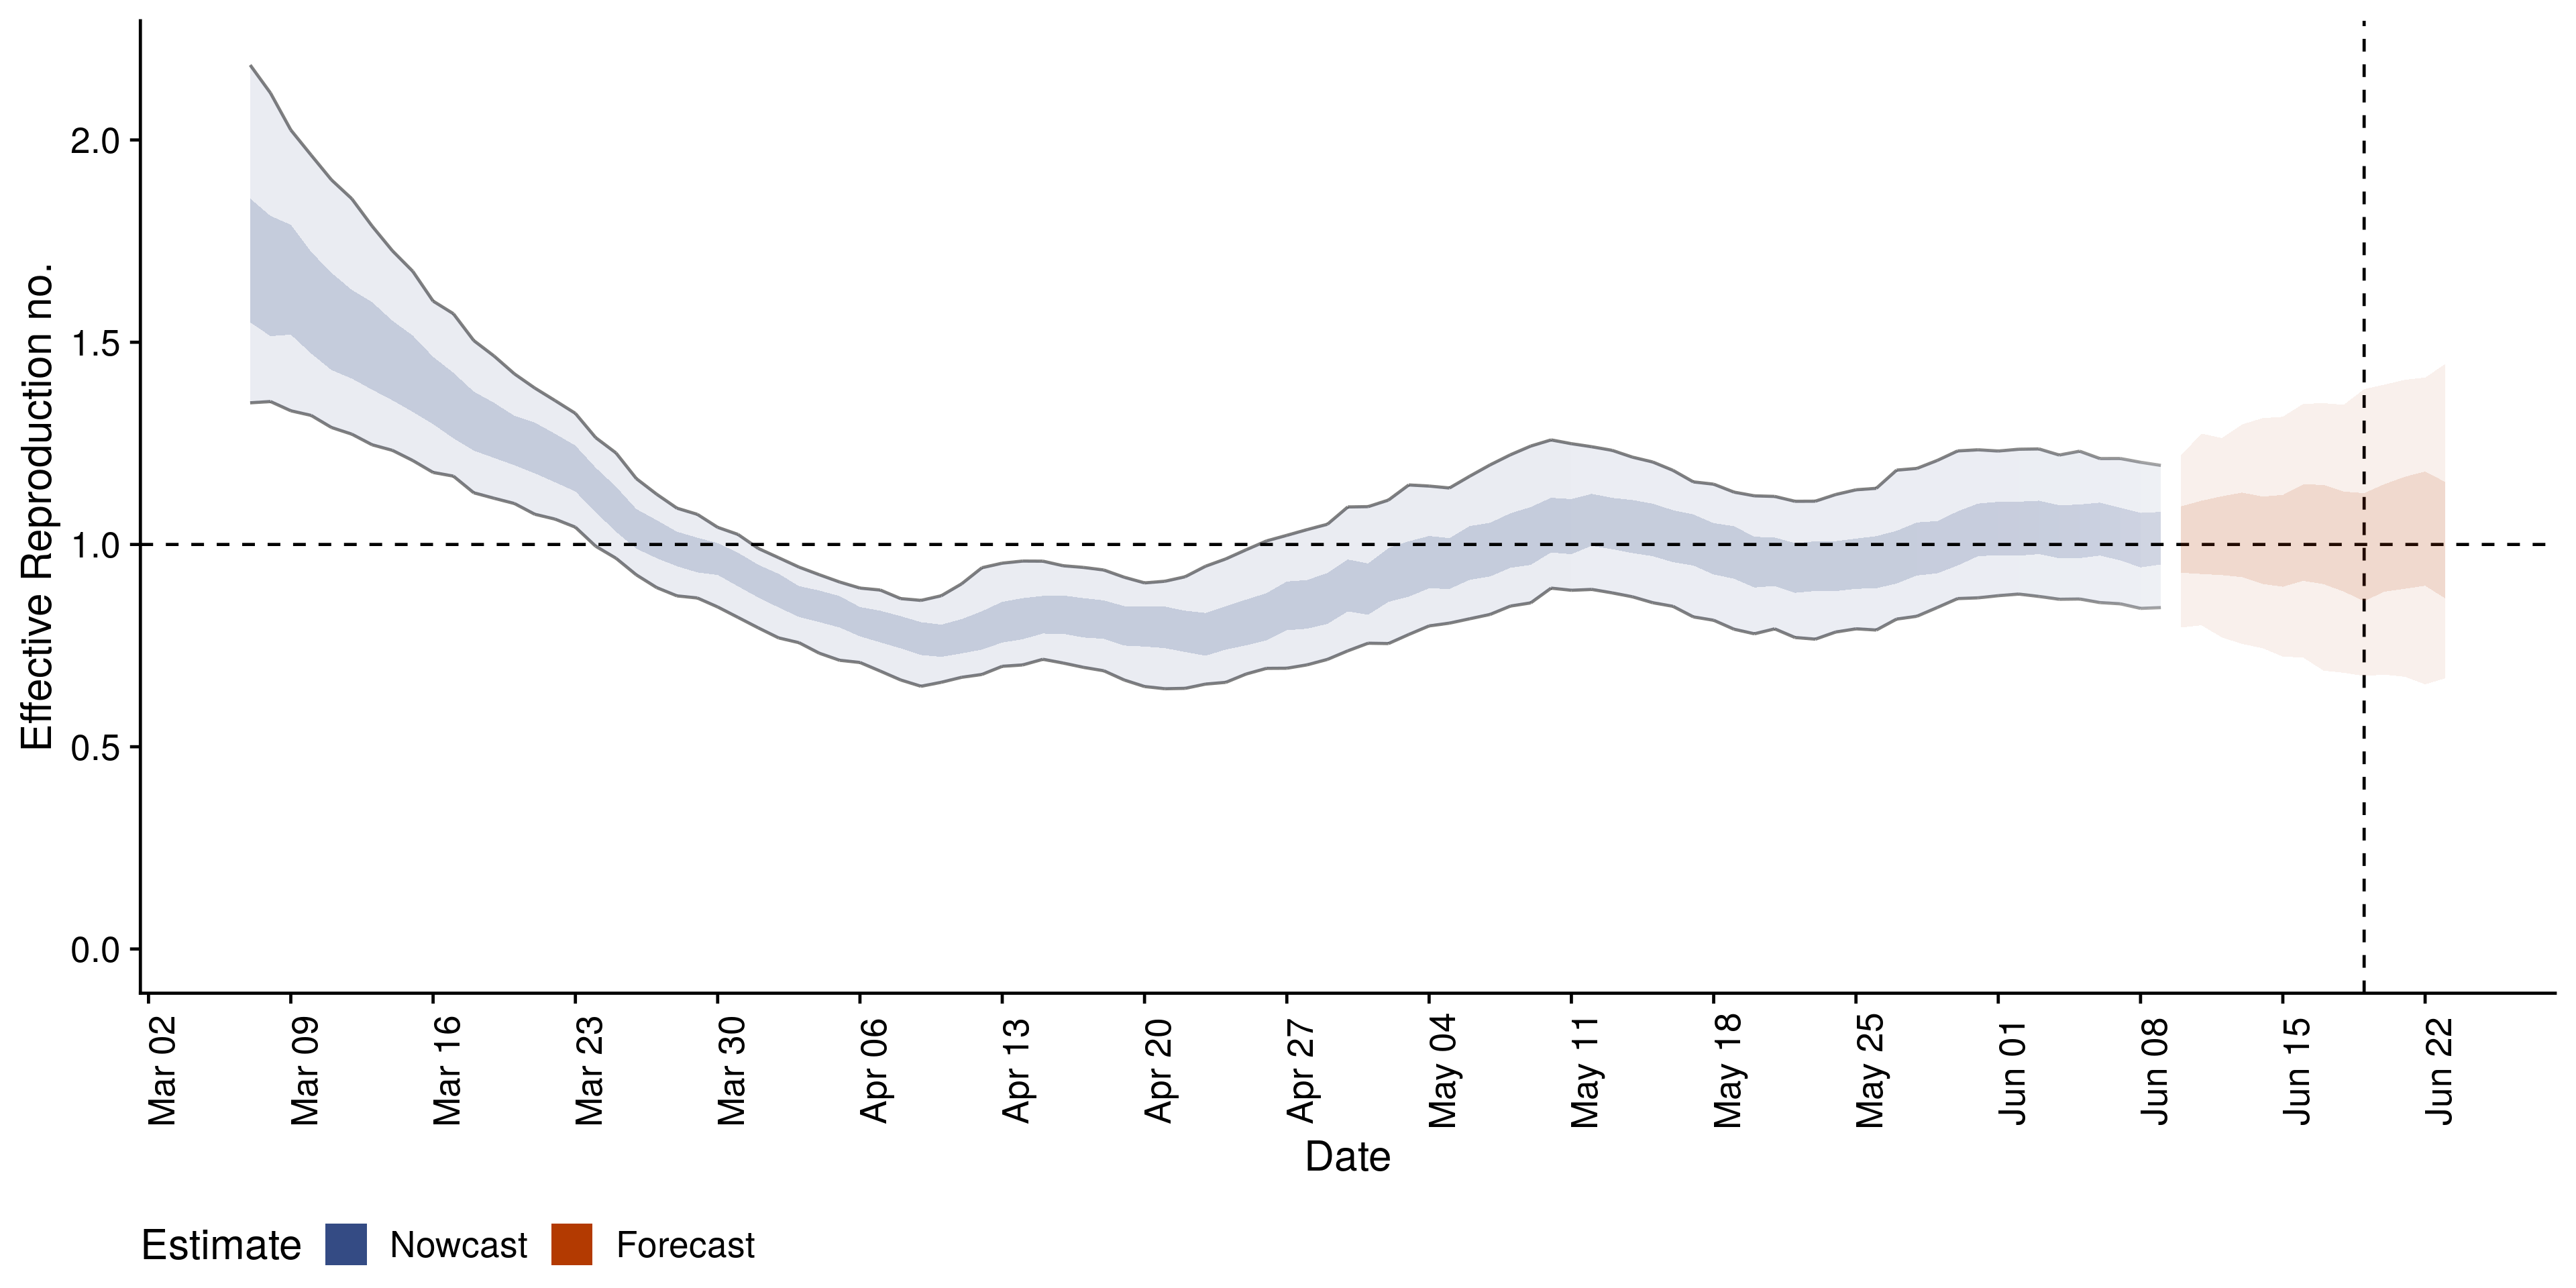 Effective Reproduction no.
2.0
1.5
1.0
0.5
0.0
Mar 02
Mar 09
Mar 16
Mar 23
Mar 30
Apr 06
Apr 13
Apr 20
Apr 27
May 04
May 11
May 18
May 25
Jun 01
Jun 08
Jun 15
Jun 22
Date
Estimate Nowcast Forecast